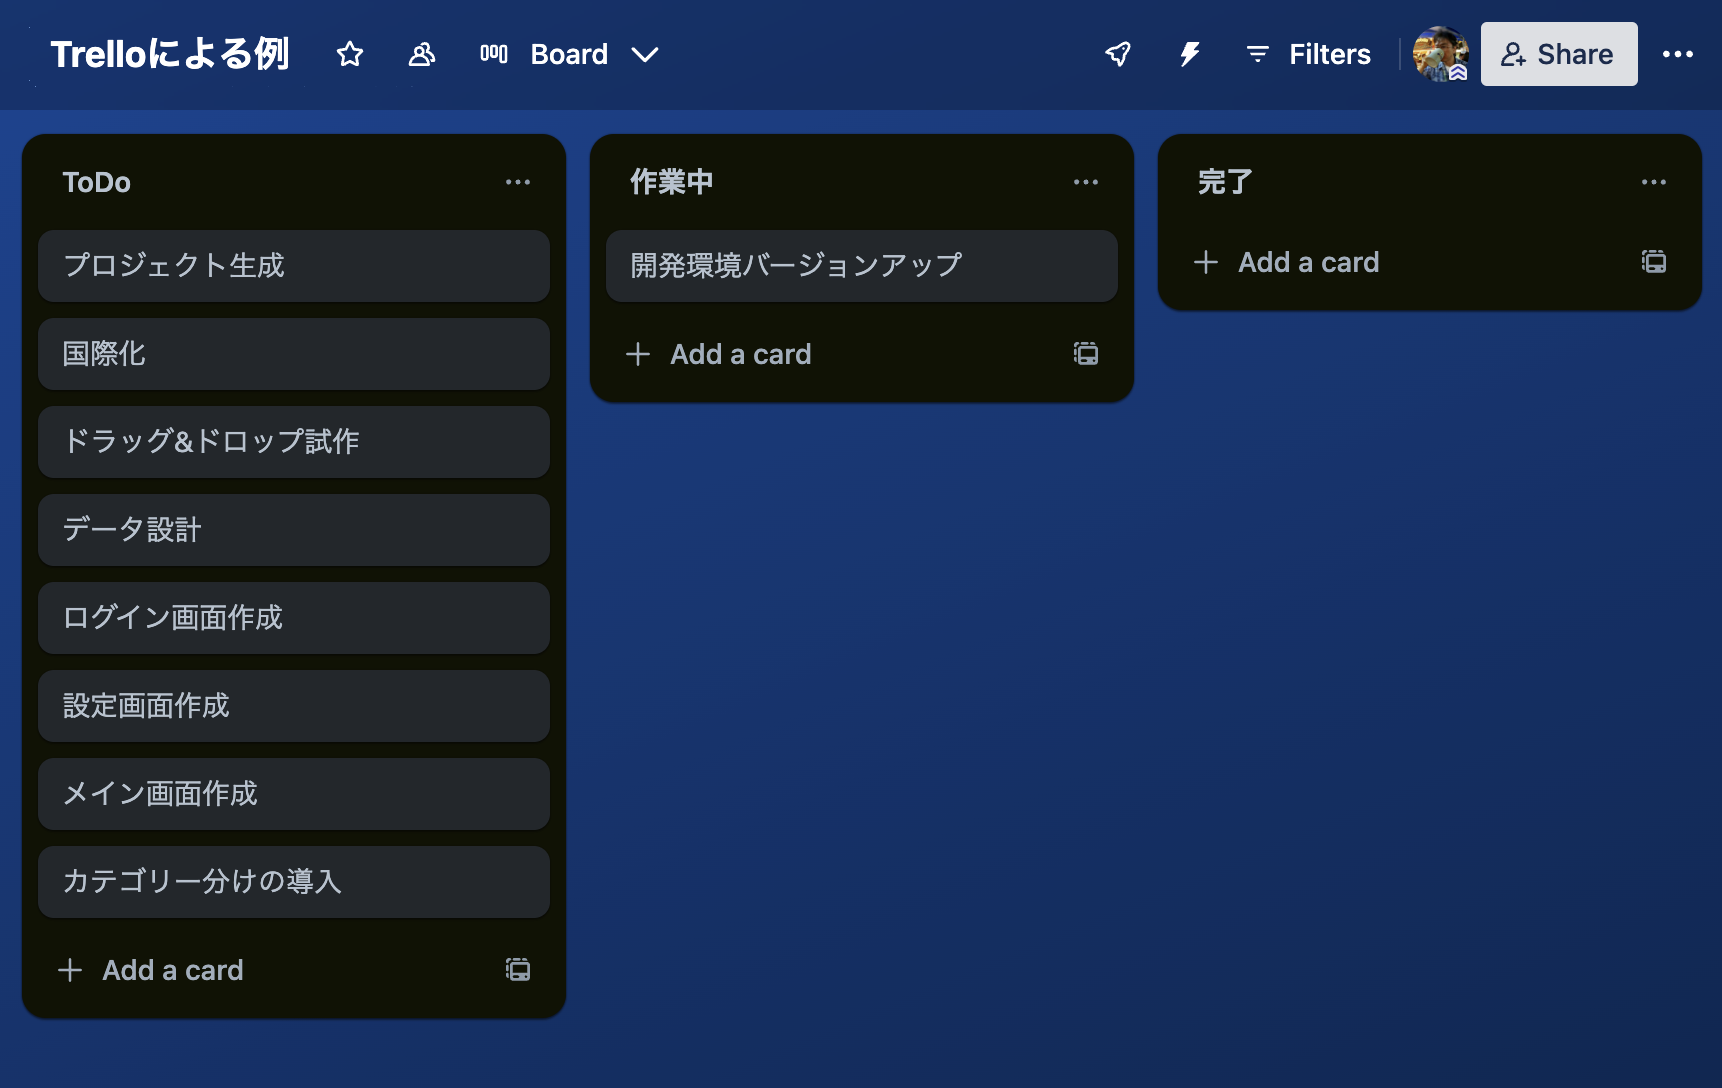 Trelloによる例
Board
Filters
Share
ToDo
プロジェクト生成
国際化
ドラッグ&ドロップ試作
データ設計
ログイン画面作成
設定画面作成
メイン画面作成
カテゴリー分けの導入
Add a card
作業中
開発環境バージョンアップ
Add a card
完了
Add a card